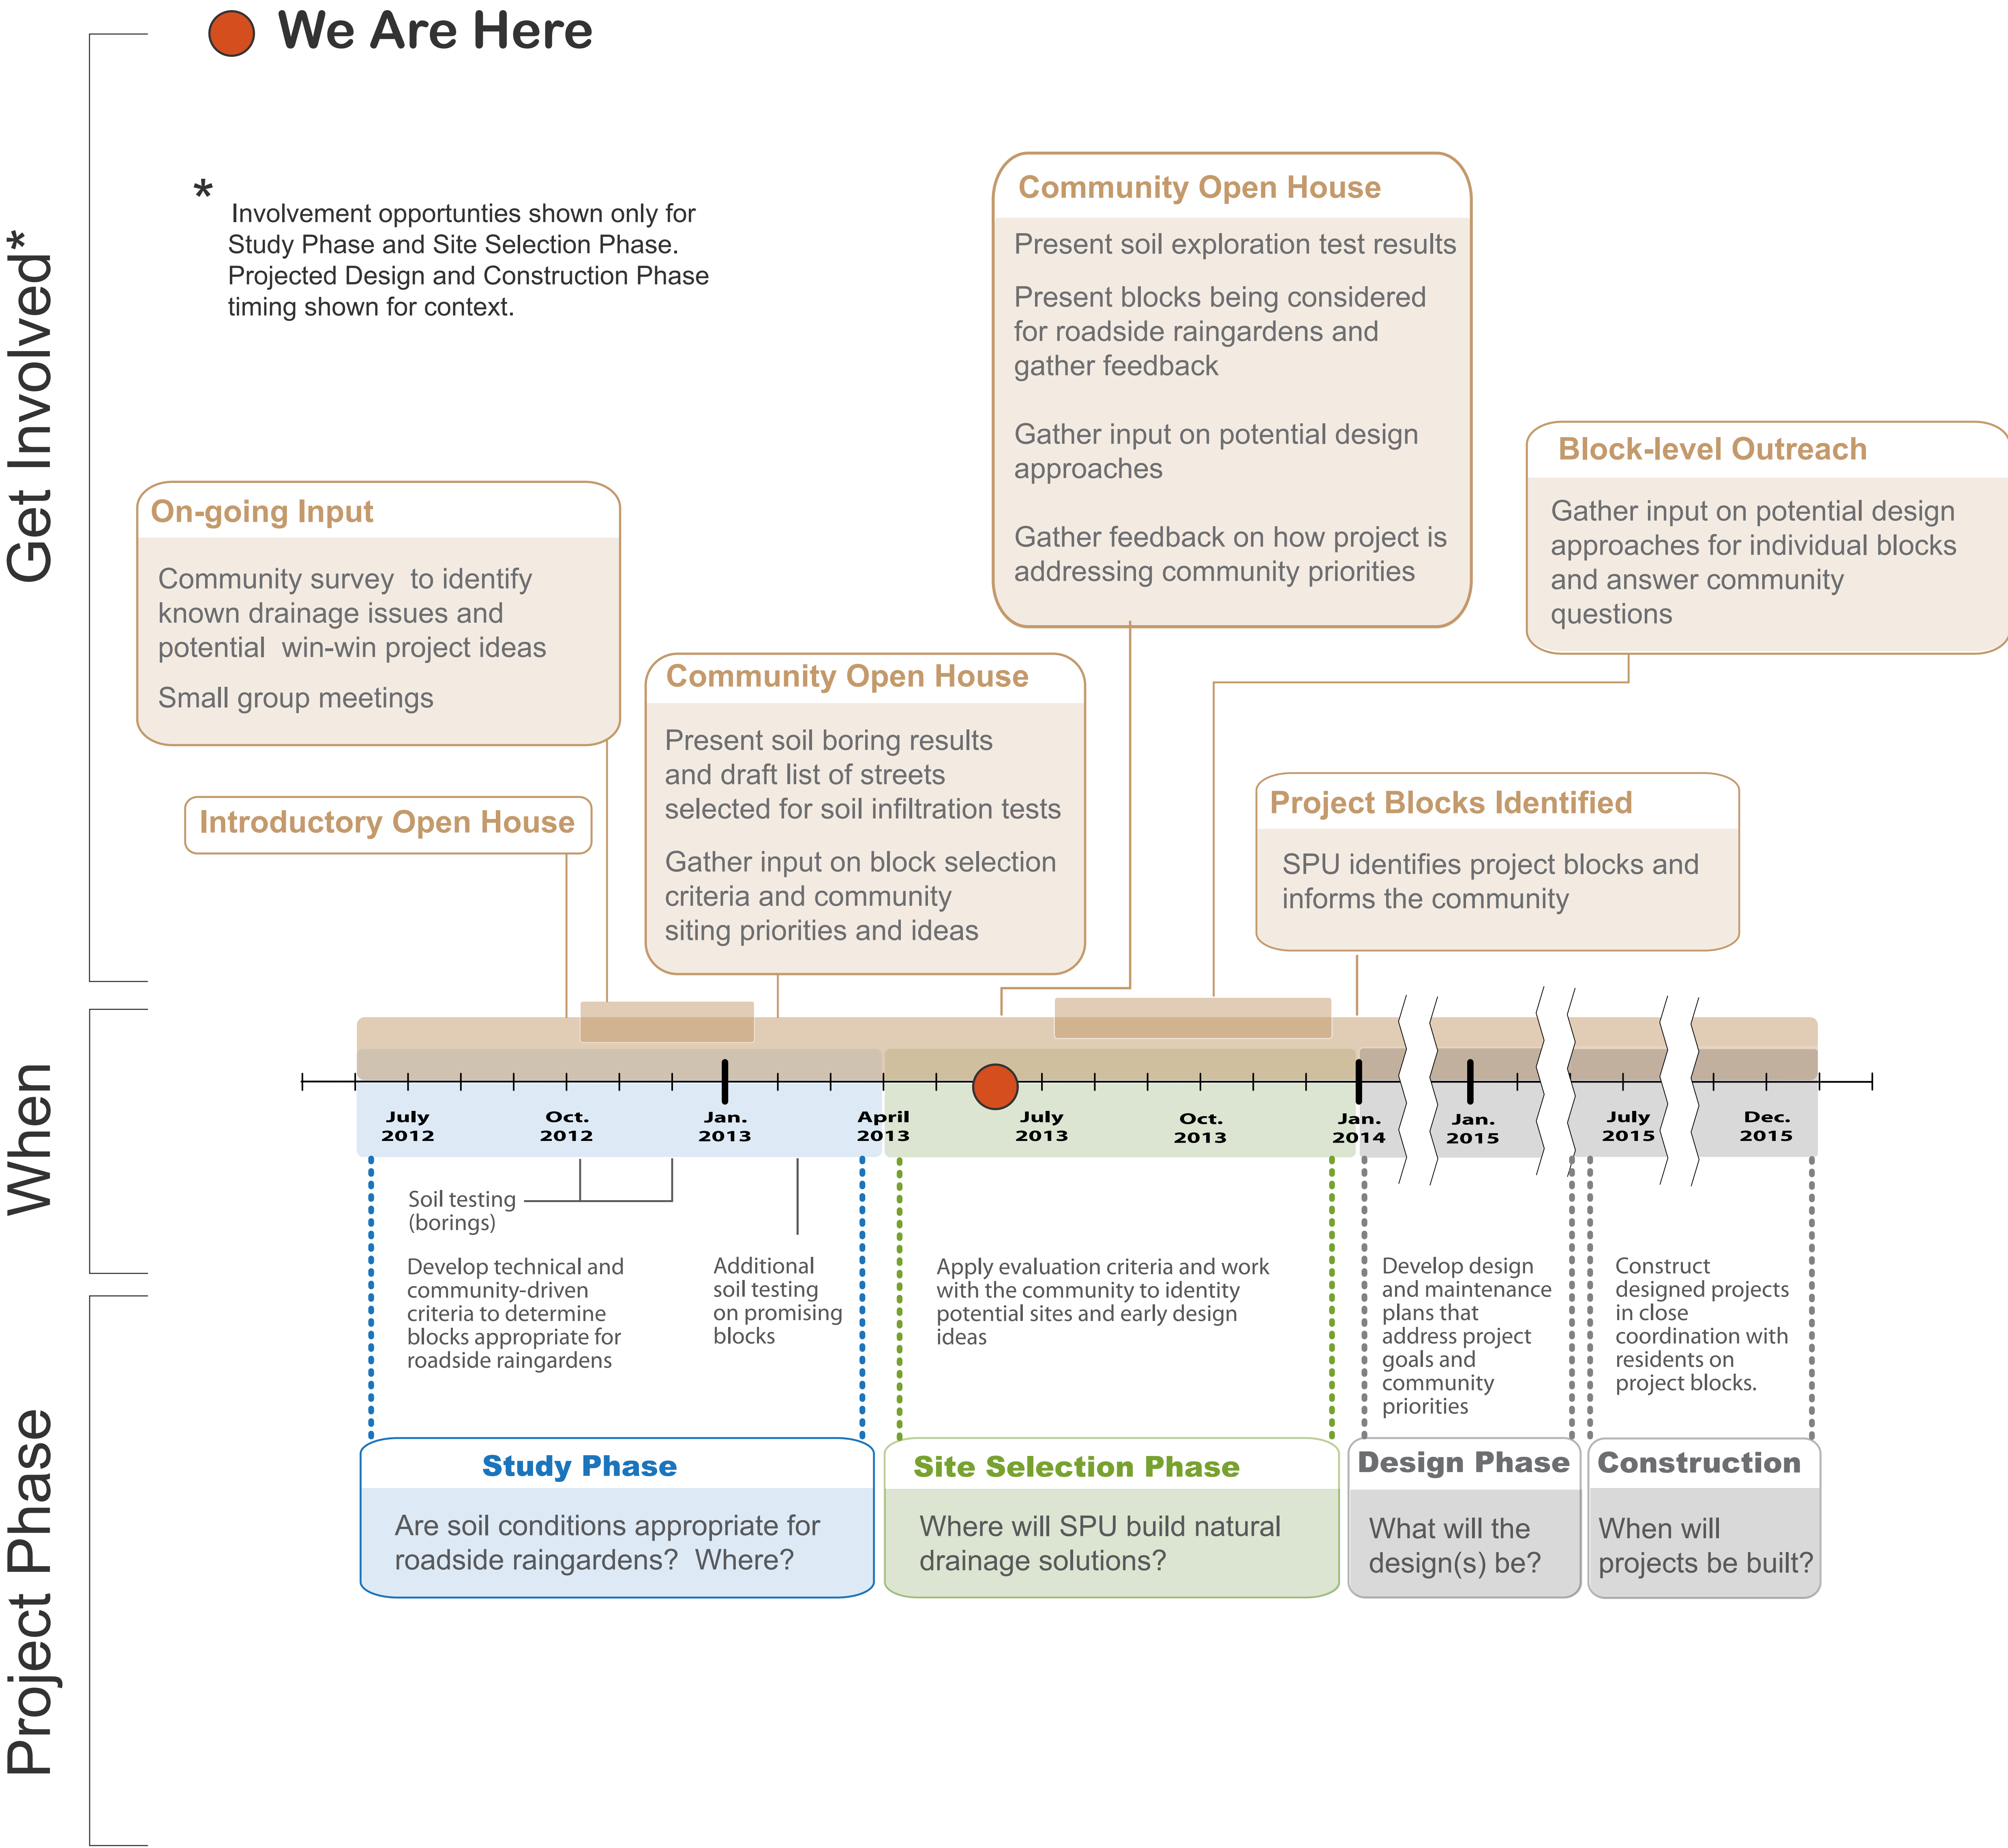 We Are Here
Get Involved*
*
Involvement opportunties shown only for
Study Phase and Site Selection Phase.
Projected Design and Construction Phase
timing shown for context.
Community Open House
Present soil exploration test results
Present blocks being considered
for roadside raingardens and
gather feedback
Gather input on potential design
approaches
Gather feedback on how project is
addressing community priorities
Block-level Outreach
Gather input on potential design
approaches for individual blocks
and answer community
questions
On-going Input
Community survey  to identify
known drainage issues and
potential  win-win project ideas
Small group meetings
Community Open House
Present soil boring results
and draft list of streets
selected for soil infiltration tests
Gather input on block selection
criteria and community
siting priorities and ideas
Introductory Open House
Project Blocks Identified
SPU identifies project blocks and
informs the community
When
July
2012
Oct.
2012
Jan.
2013
April
2013
July
2013
Oct.
2013
Jan.
2014
Jan.
2015
July
2015
Dec.
2015
Soil testing
(borings)
Develop technical and
community-driven
criteria to determine
blocks appropriate for
roadside raingardens
Additional
soil testing
on promising
blocks
Apply evaluation criteria and work
with the community to identity
potential sites and early design
ideas
Develop design
and maintenance
plans that
address project
goals and
community
priorities
Construct
designed projects
in close
coordination with
residents on
project blocks.
Project Phase
Study Phase
Are soil conditions appropriate for
roadside raingardens?  Where?
Site Selection Phase
Where will SPU build natural
drainage solutions?
Design Phase
What will the
design(s) be?
Construction
When will
projects be built?